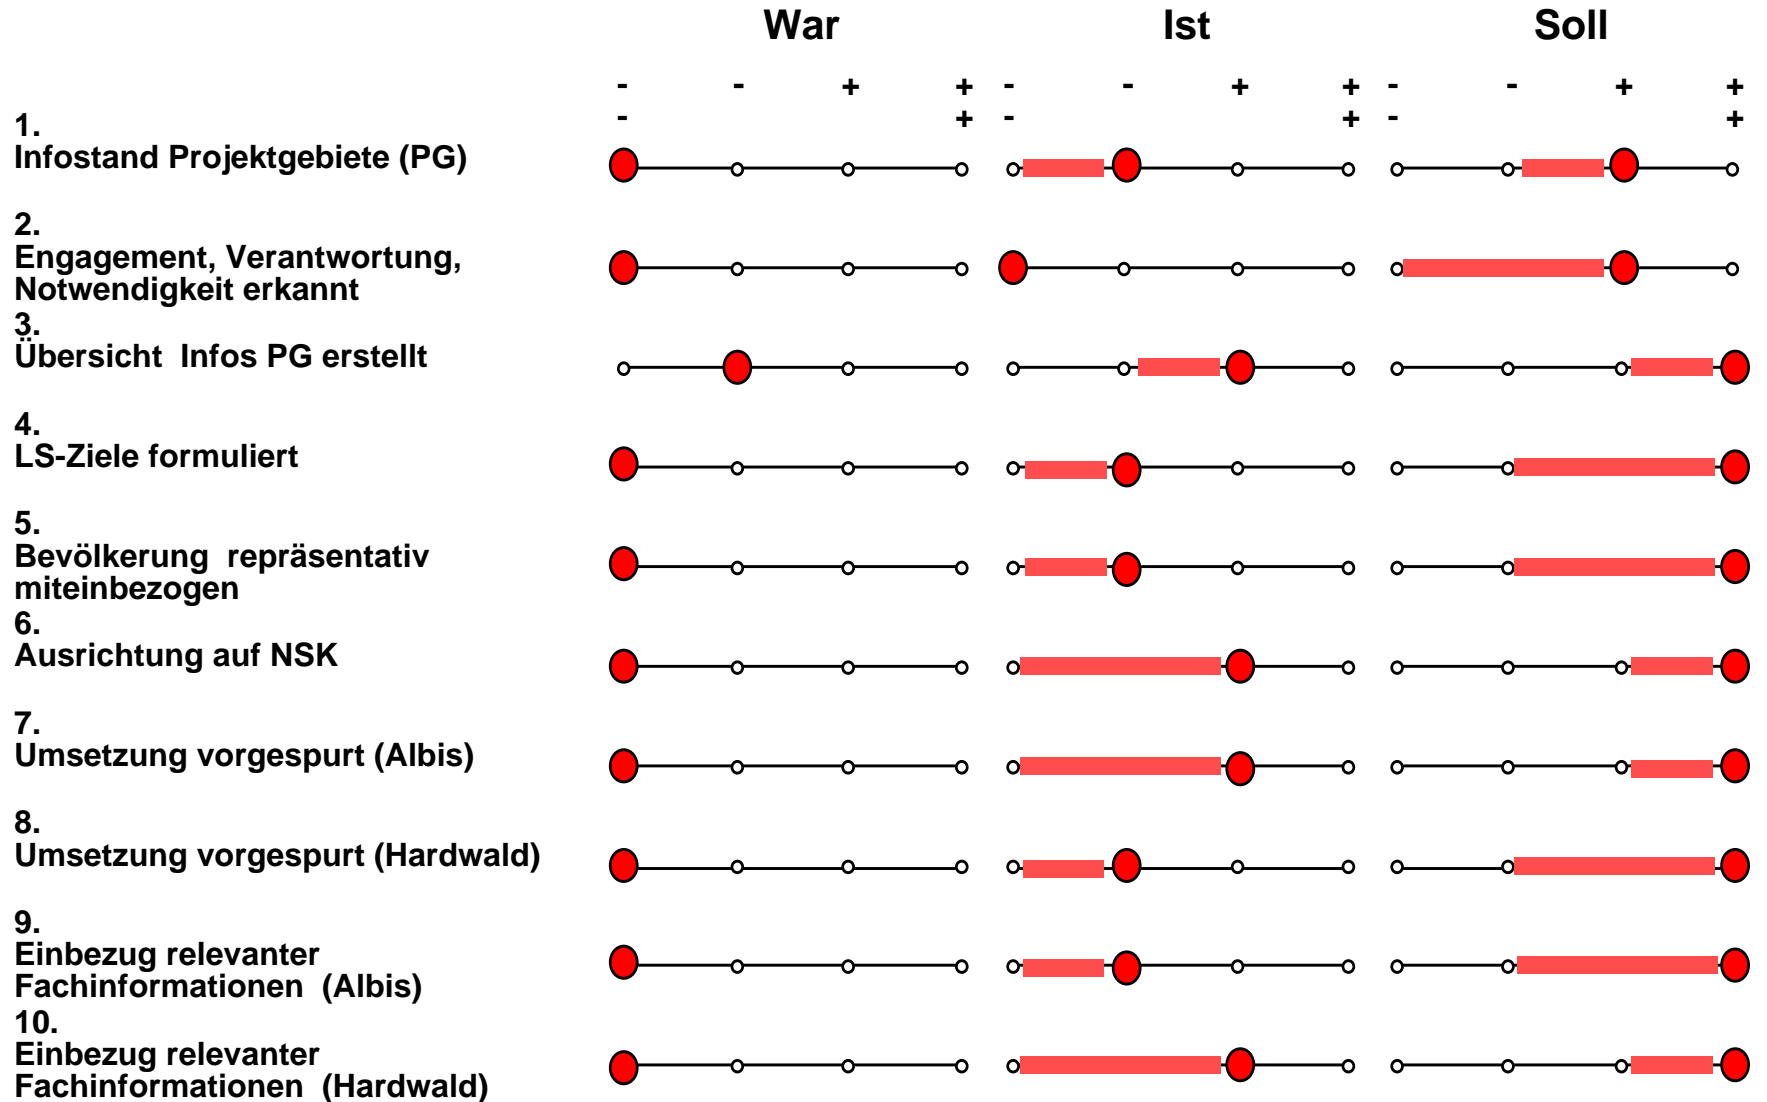 War Ist Soll
- - + + - - + + - - + +
- + - + - +
1.
Infostand Projektgebiete (PG)
2.
Engagement, Verantwortung,
Notwendigkeit erkannt
3.
Übersicht  Infos PG erstellt
4.
LS-Ziele formuliert
5.
Bevölkerung  repräsentativ
miteinbezogen
6.
Ausrichtung auf NSK
7.
Umsetzung vorgespurt (Albis)
8.
Umsetzung vorgespurt (Hardwald)
9.
Einbezug relevanter
Fachinformationen  (Albis)
10.
Einbezug relevanter
Fachinformationen  (Hardwald)